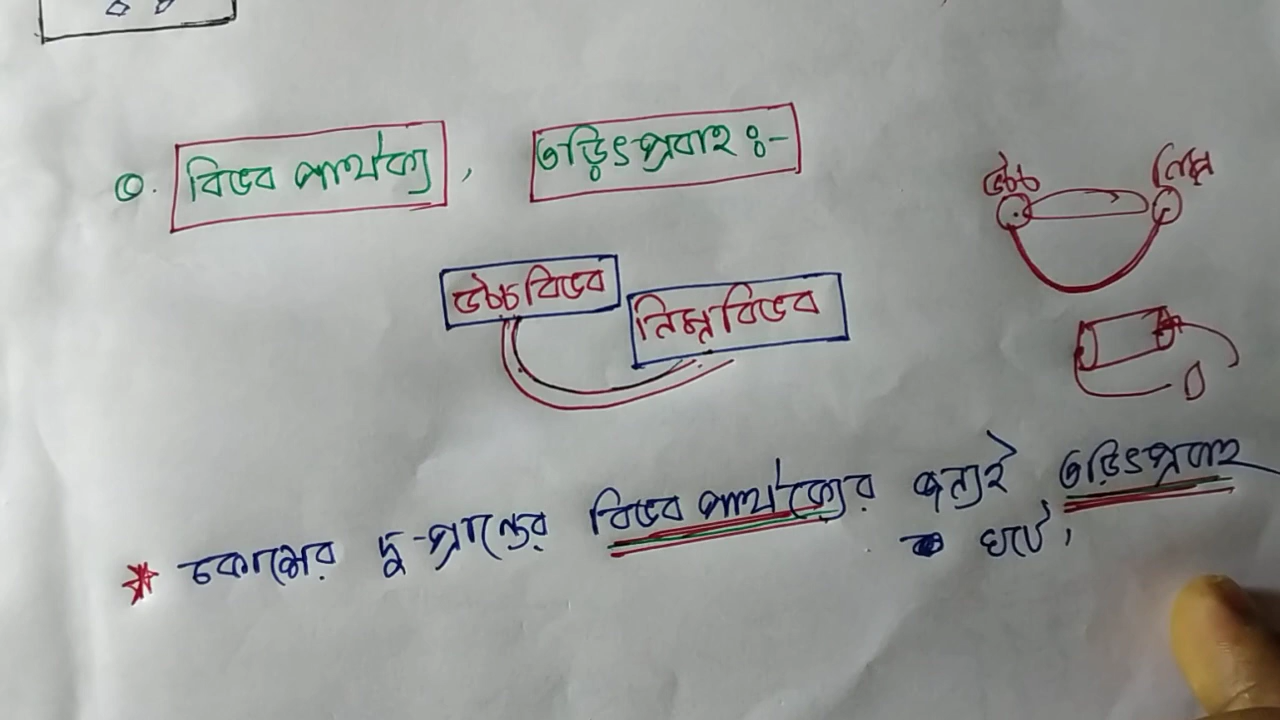 ৩. বিভব পার্থক্য, তড়িৎপ্রবাহ ঃ-
উচ্চ নিম্ন
উচ্চবিভব
নিম্নবিভব
* কোষের দু-প্রান্তের বিভব পার্থক্যের জন্যই তড়িৎপ্রবাহ
ঘটে,